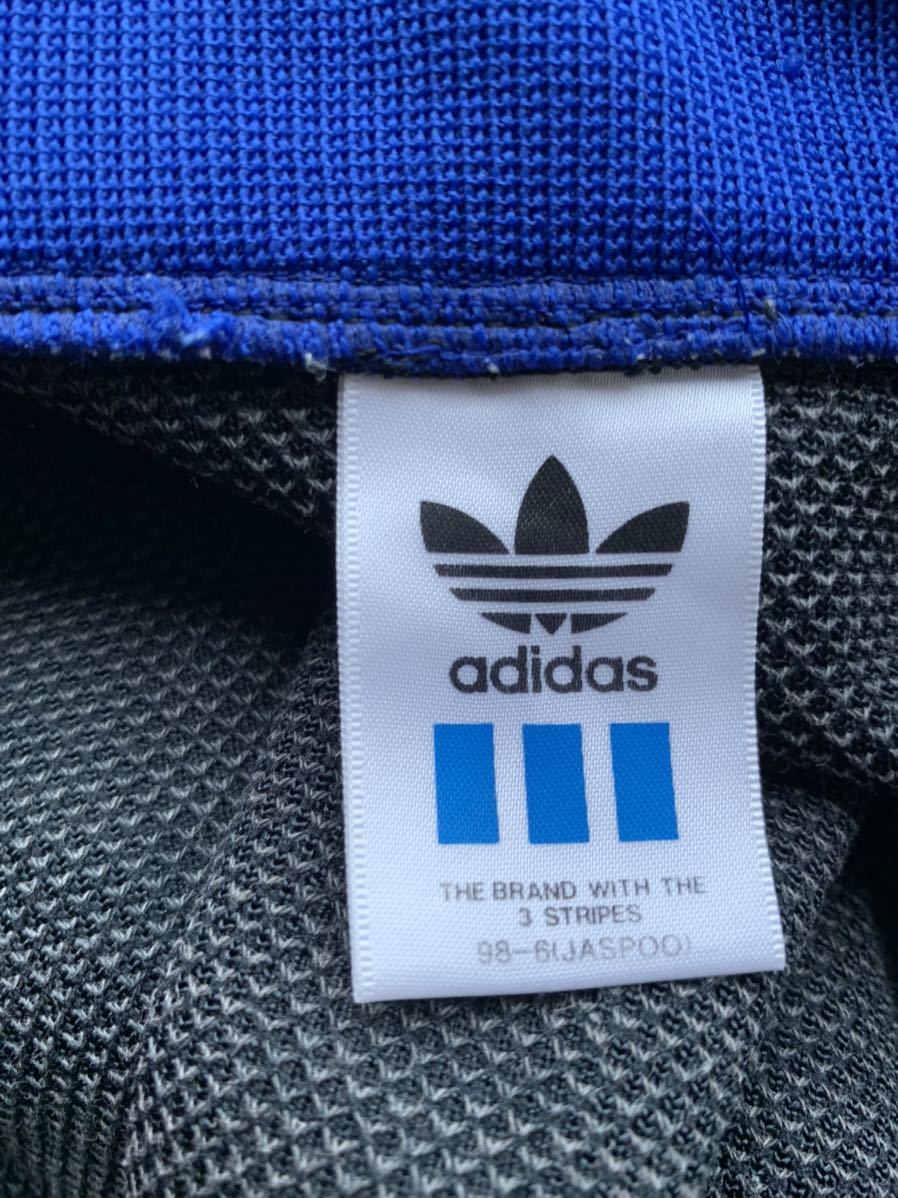 adidas
THE BRAND WITH THE
3 STRIPES
98-6(JASPOO)